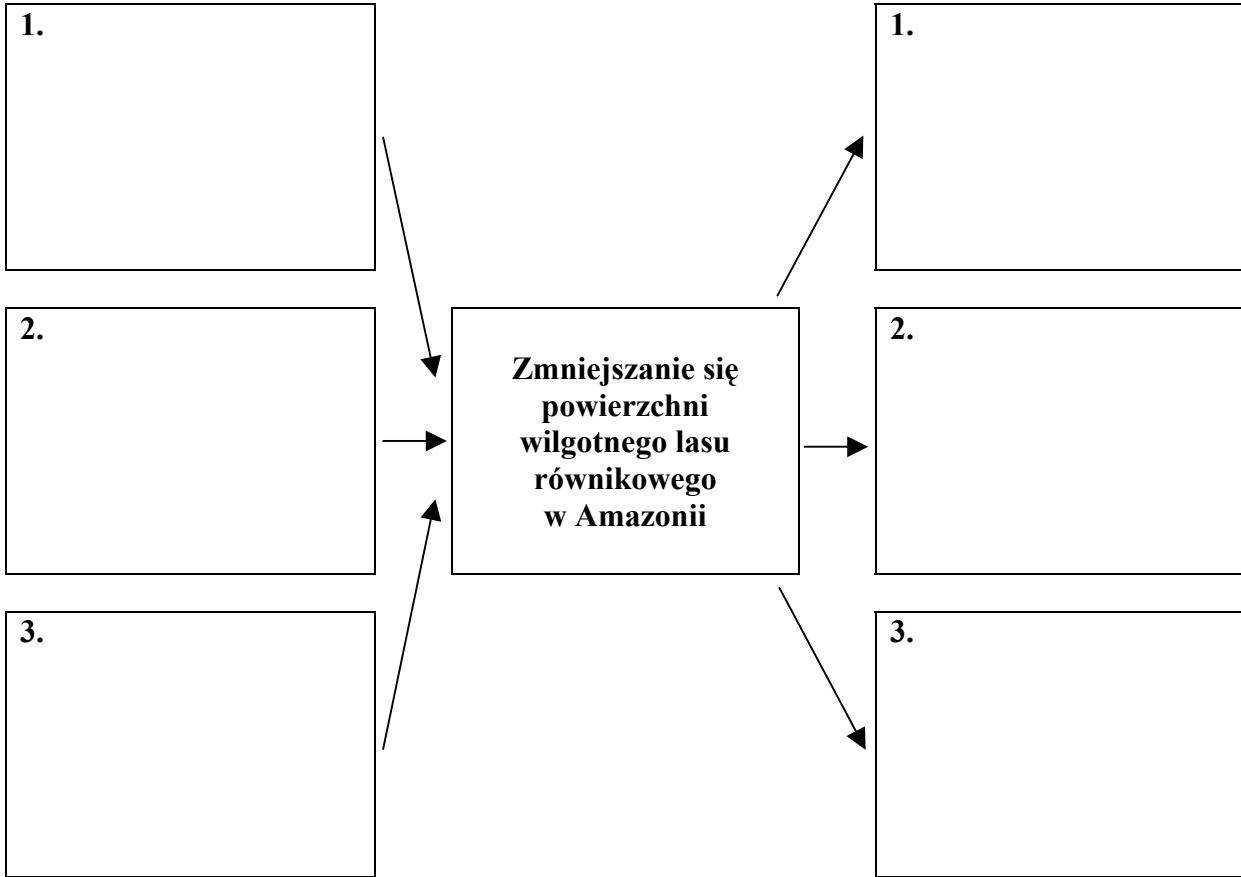 1.
1.
2.
Zmniejszanie się
powierzchni
wilgotnego lasu
równikowego
w Amazonii
2.
3.
3.